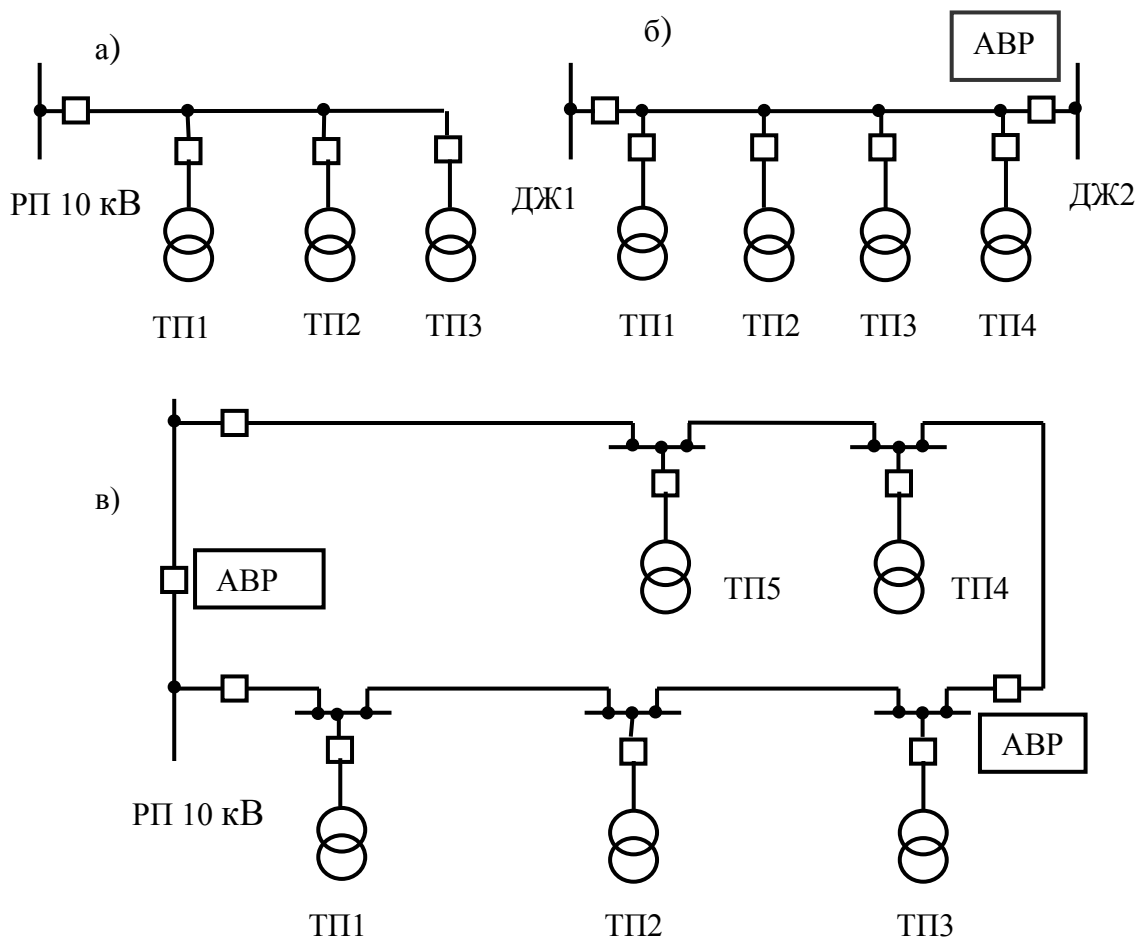 а)
б)
АВР
РП 10 кВ
ДЖ1
ДЖ2
ТП1
ТП2
ТП3
ТП1
ТП2
ТП3
ТП4
в)
АВР
ТП5
ТП4
АВР
РП 10 кВ
ТП1
ТП2
ТП3